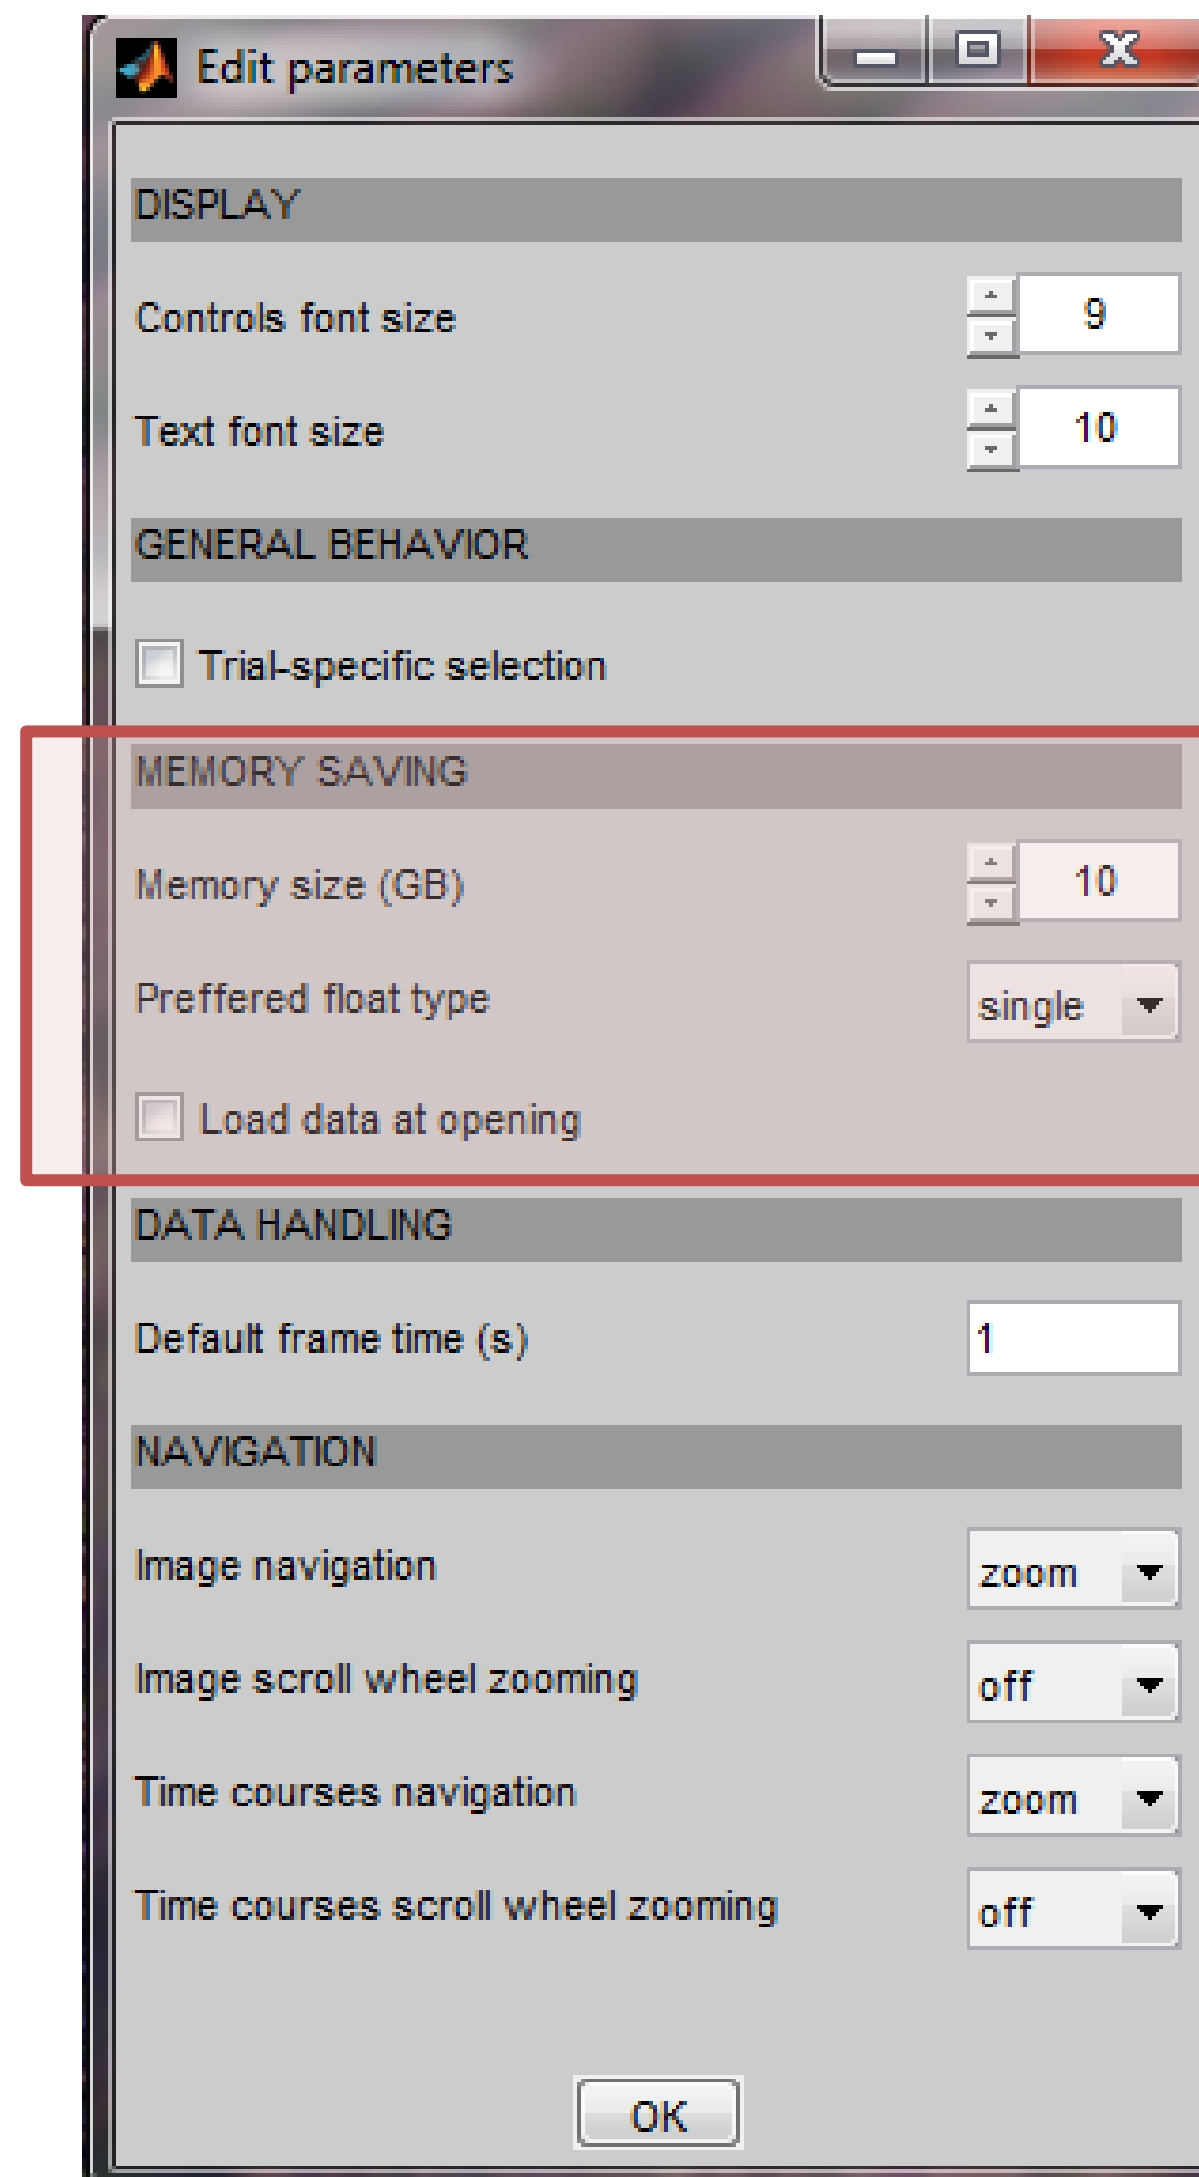 Edit parameters
DISPLAY
Controls font size 9
Text font size 10
GENERAL BEHAVIOR
Trial-specific selection
MEMORY SAVING
Memory size (GB) 10
Preffered float type single
Load data at opening
DATA HANDLING
Default frame time (s) 1
NAVIGATION
Image navigation zoom
Image scroll wheel zooming off
Time courses navigation zoom
Time courses scroll wheel zooming off
OK